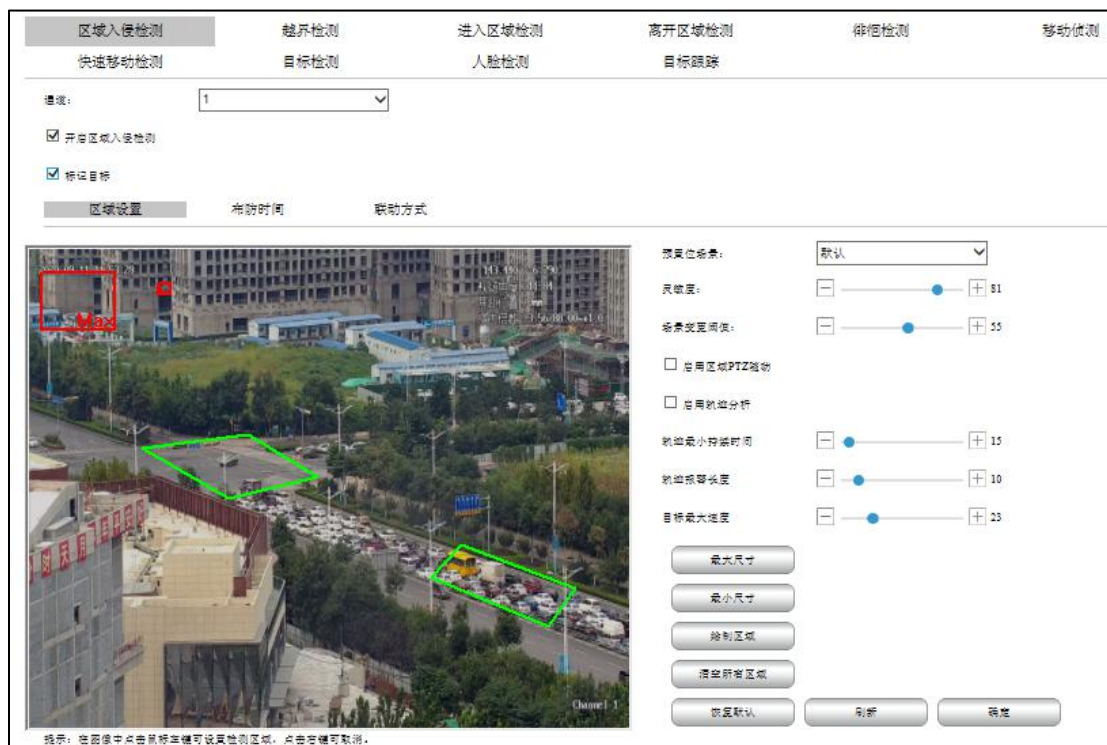 区域入侵检测 越界检测 进入区域检测 离开区域检测 徘徊检测 移动侦测
快速移动检测 目标检测 人脸检测 目标跟踪
通道: 1
开启区域入侵检测
标记目标
区域设置 布防时间 联动方式
Max
Channel 1
预置位场景: 默认
灵敏度: 81
场景变更阈值: 55
启用区域PTZ随动
启用轨迹分析
轨迹最小持续时间 15
轨迹报警长度 10
目标最大速度 23
最大尺寸
最小尺寸
绘制区域
清空所有区域
恢复默认 刷新 确定
提示: 在图像中点击鼠标左键可设置检测区域, 点击右键可取消。